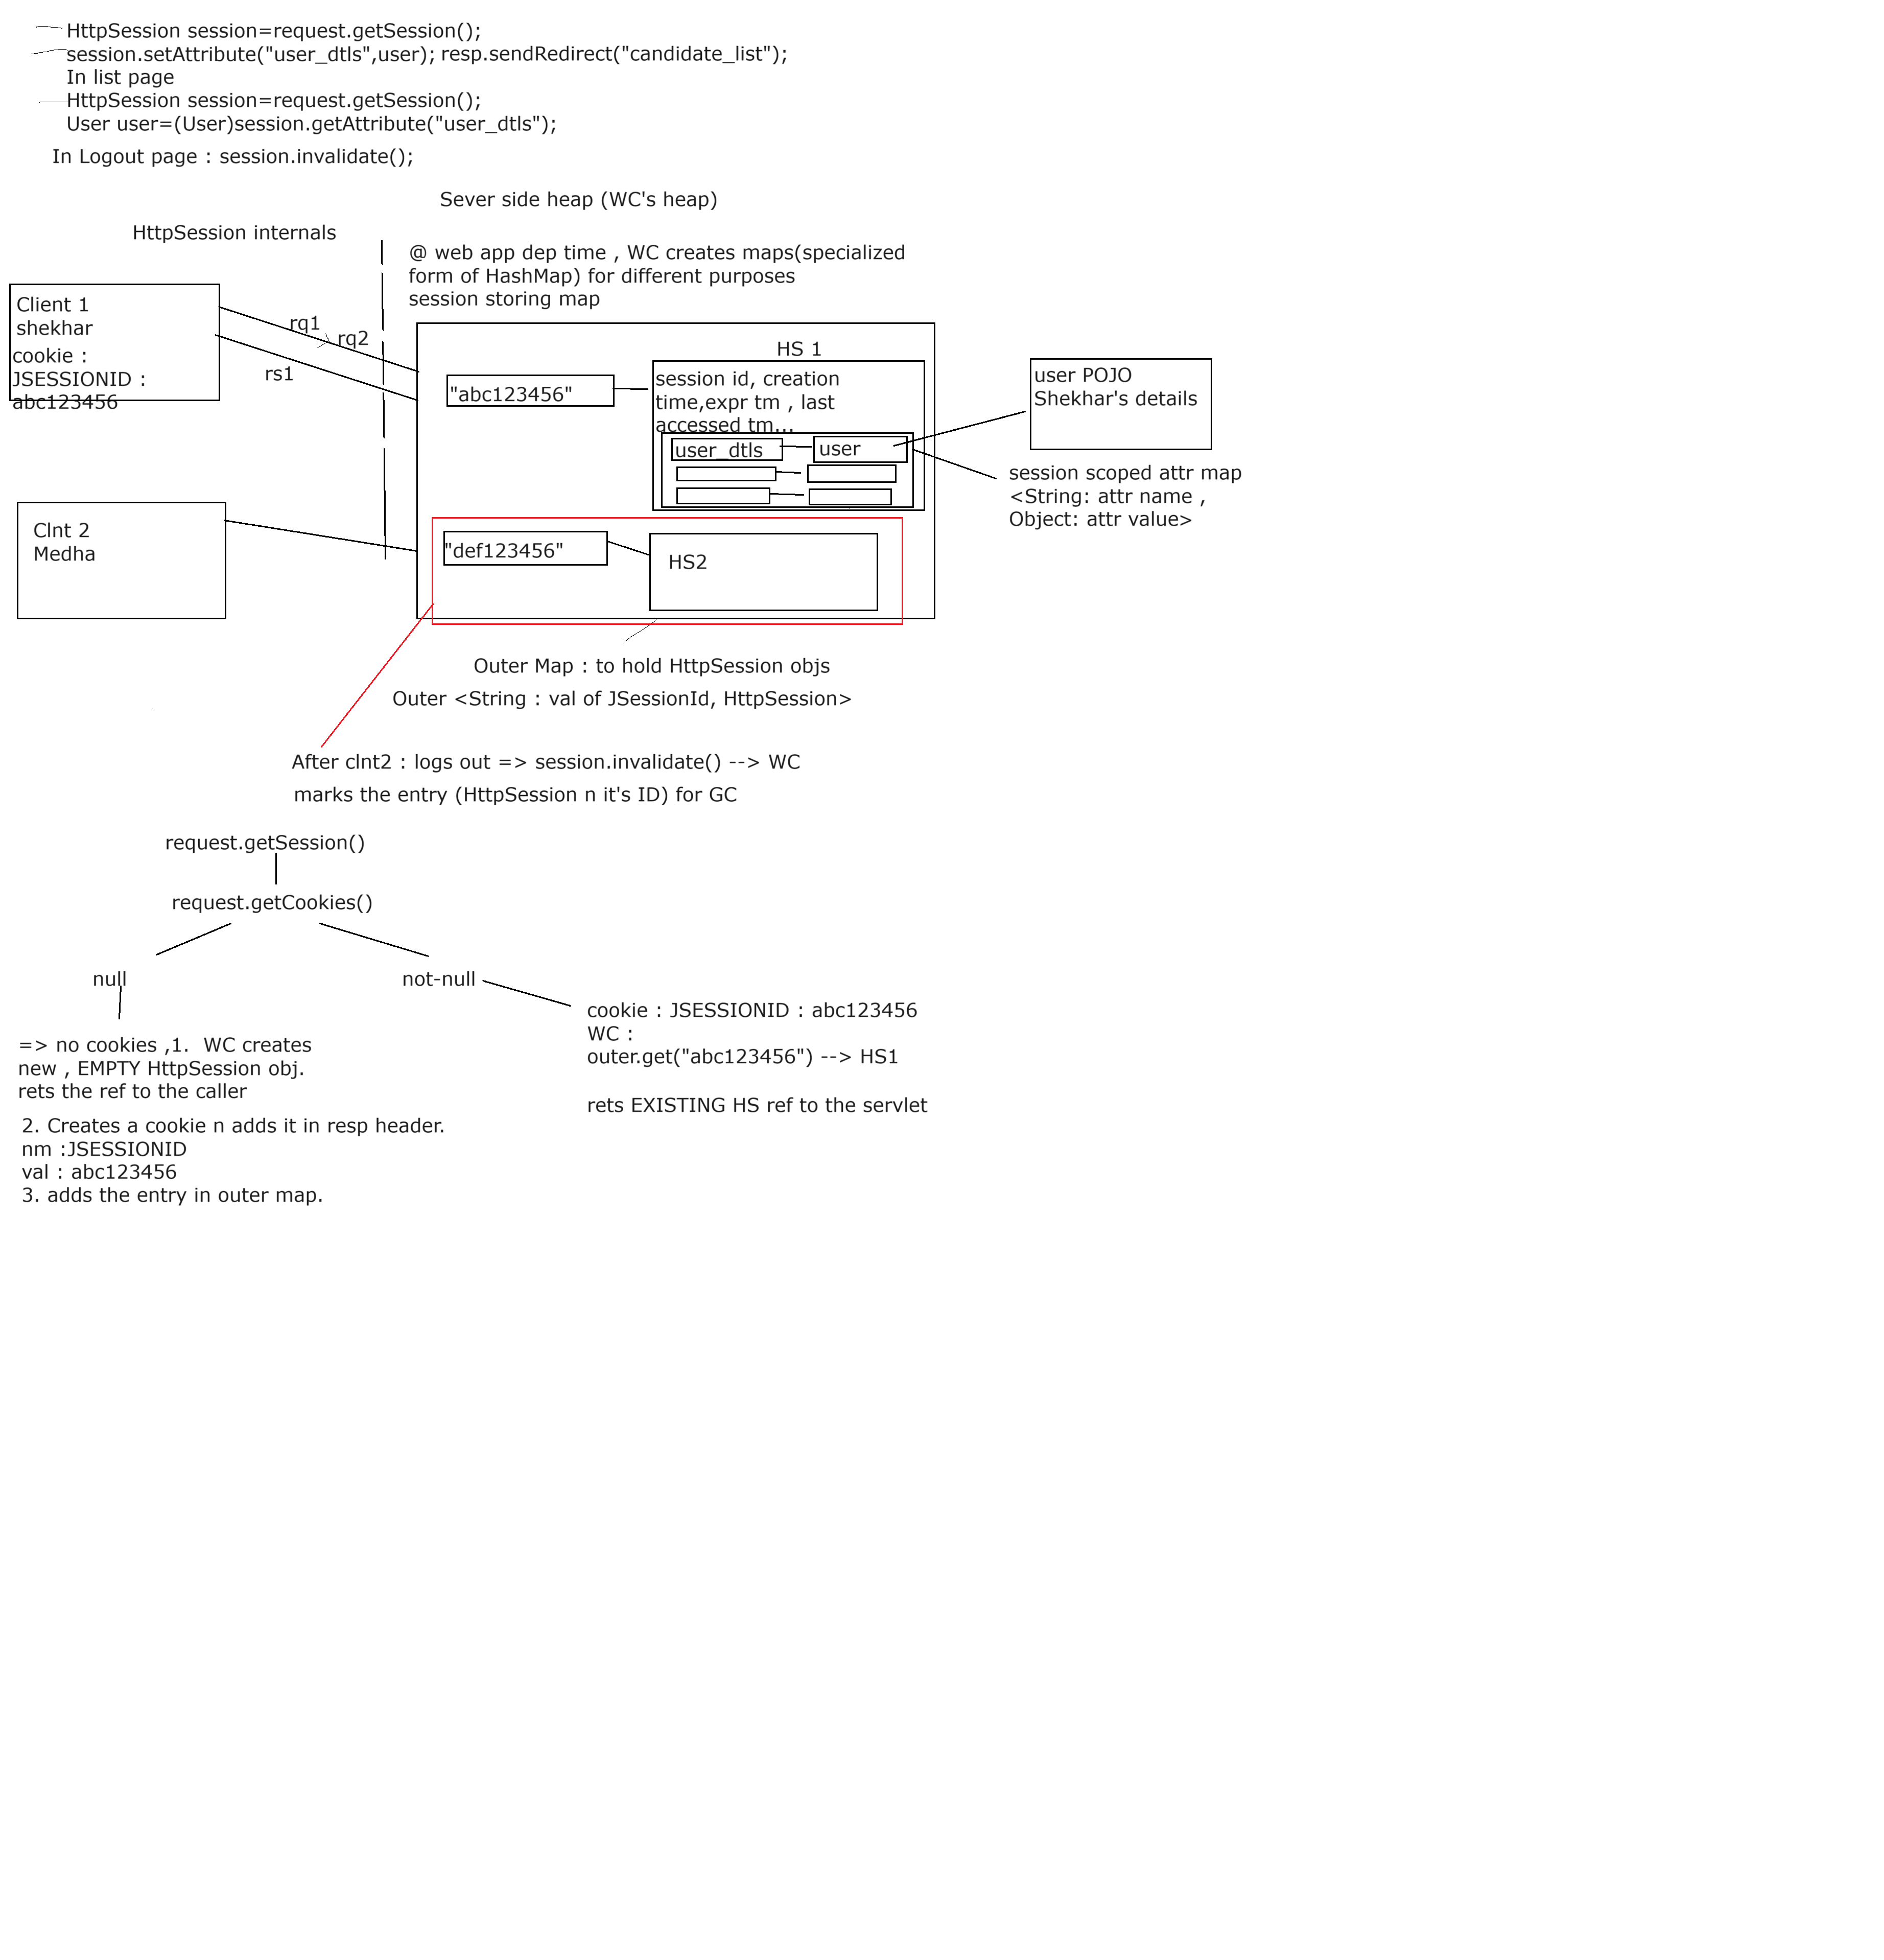 HttpSession session=request.getSession();
session.setAttribute("user_dtls",user); resp.sendRedirect("candidate_list");
In list page
HttpSession session=request.getSession();
User user=(User)session.getAttribute("user_dtls");
In Logout page : session.invalidate();
Sever side heap (WC's heap)
HttpSession internals
@ web app dep time , WC creates maps(specialized
form of HashMap) for different purposes
session storing map
Client 1
shekhar
cookie :
JSESSIONID :
abc123456
rq1
rq2
rs1
HS 1
"abc123456"
session id, creation
time,expr tm , last
accessed tm...
user_dtls
user
user POJO
Shekhar's details
session scoped attr map
<String: attr name ,
Object: attr value>
Clnt 2
Medha
"def123456"
HS2
Outer Map : to hold HttpSession objs
Outer <String : val of JSessionId, HttpSession>
After clnt2 : logs out => session.invalidate() --> WC
marks the entry (HttpSession n it's ID) for GC
request.getSession()
request.getCookies()
null
not-null
cookie : JSESSIONID : abc123456
WC :
outer.get("abc123456") --> HS1
rets EXISTING HS ref to the servlet
=> no cookies ,1.  WC creates
new , EMPTY HttpSession obj.
rets the ref to the caller
2. Creates a cookie n adds it in resp header.
nm :JSESSIONID
val : abc123456
3. adds the entry in outer map.